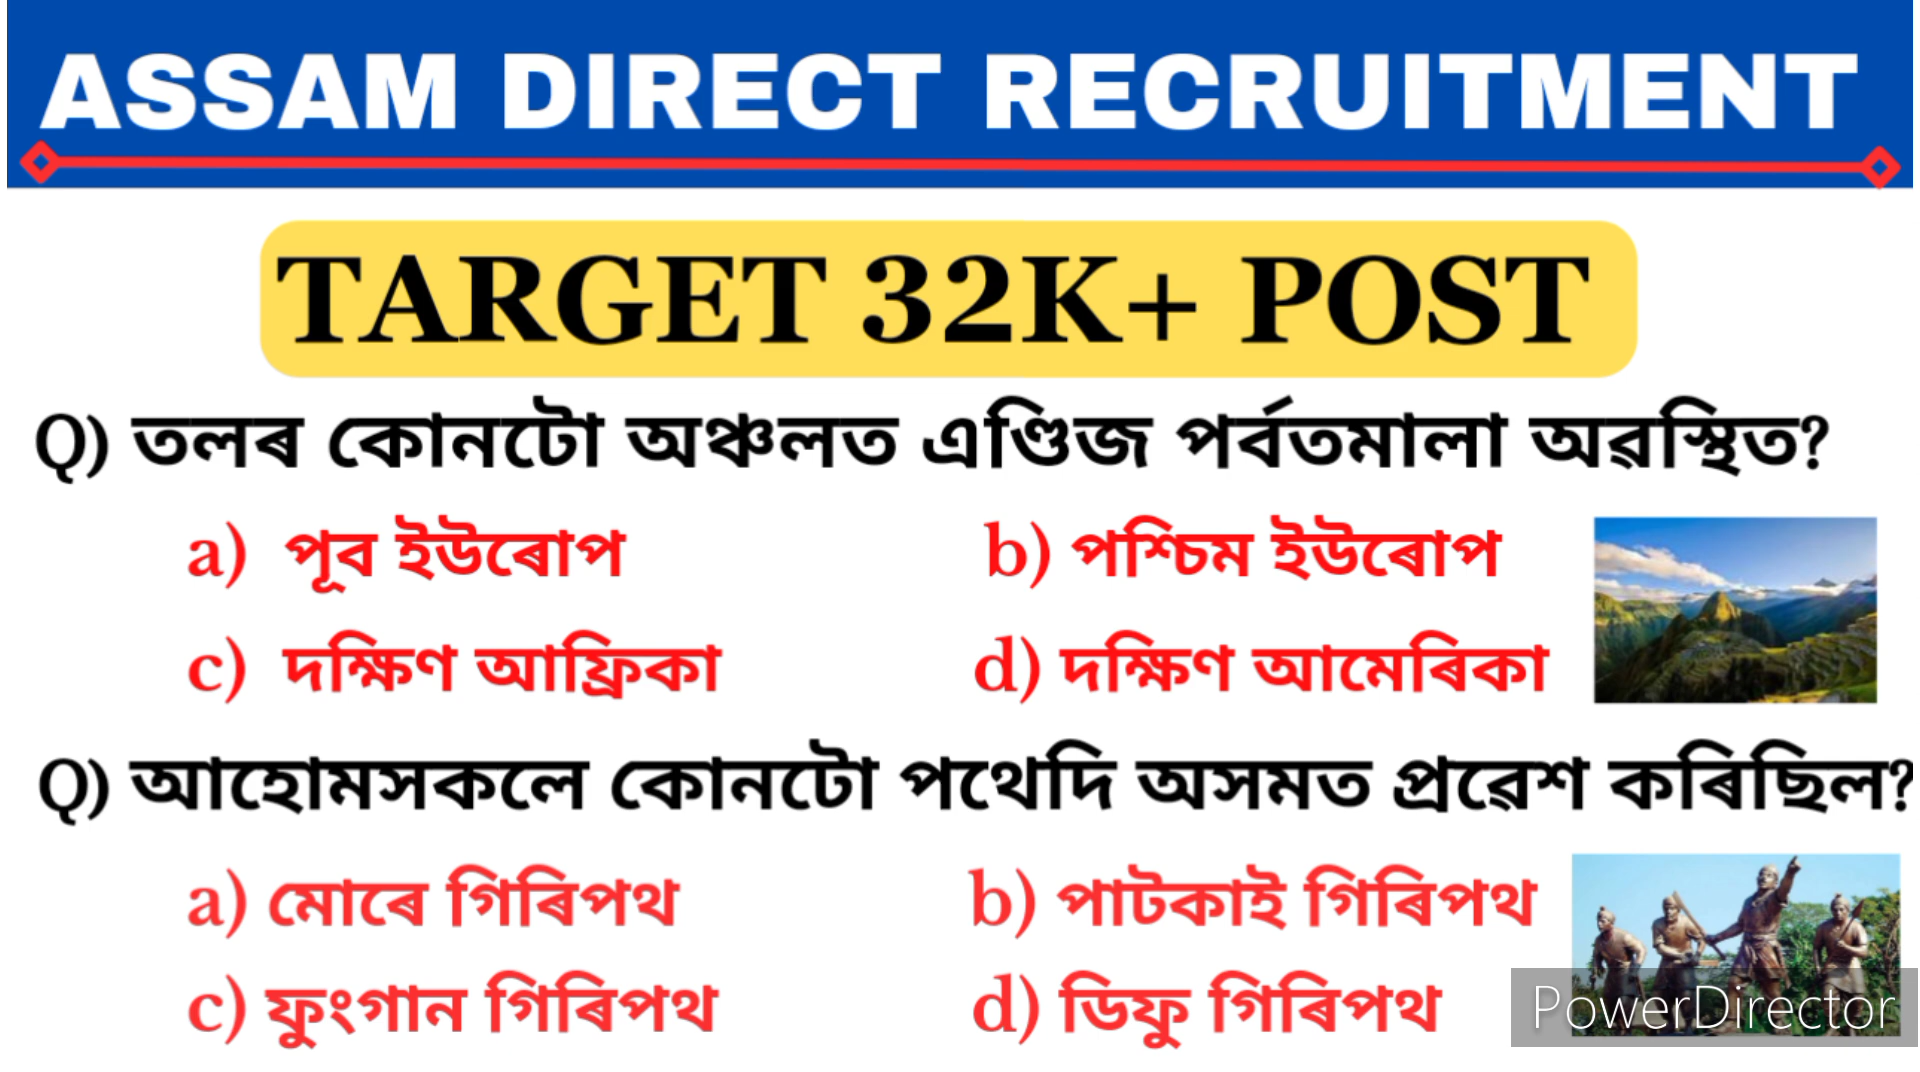 ASSAM DIRECT RECRUITMENT
TARGET 32K+ POST
Q) তলৰ কোনটো অঞ্চলত এণ্ডিজ পৰ্বতমালা অৱস্থিত?
a) পূব ইউৰোপ b) পশ্চিম ইউৰোপ
c) দক্ষিণ আফ্ৰিকা d) দক্ষিণ আমেৰিকা
Q) আহোমসকলে কোনটো পথেদি অসমত প্ৰৱেশ কৰিছিল?
a) মোৰে গিৰিপথ b) পাটকাই গিৰিপথ
c) ফুংগান গিৰিপথ d) ডিফু গিৰিপথ
PowerDirector